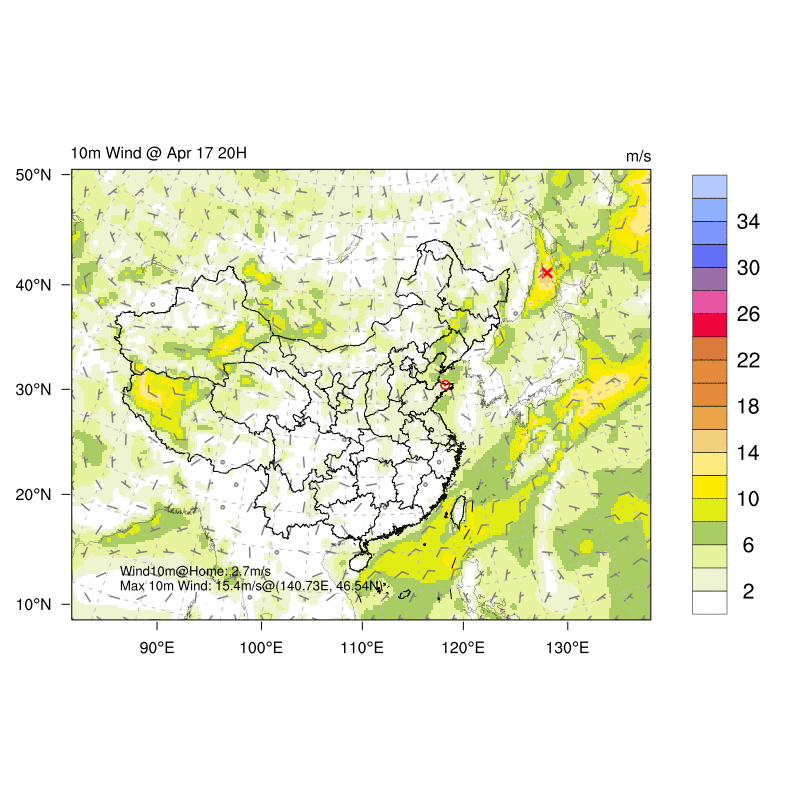 10m Wind @ Apr 17 20H
m/s
50°N
40°N
30°N
20°N
10°N
90°E
100°E
110°E
120°E
130°E
Wind10m@Home: 2.7m/s
Max 10m Wind: 15.4m/s@(140.73E, 46.54N)
34
30
26
22
18
14
10
6
2